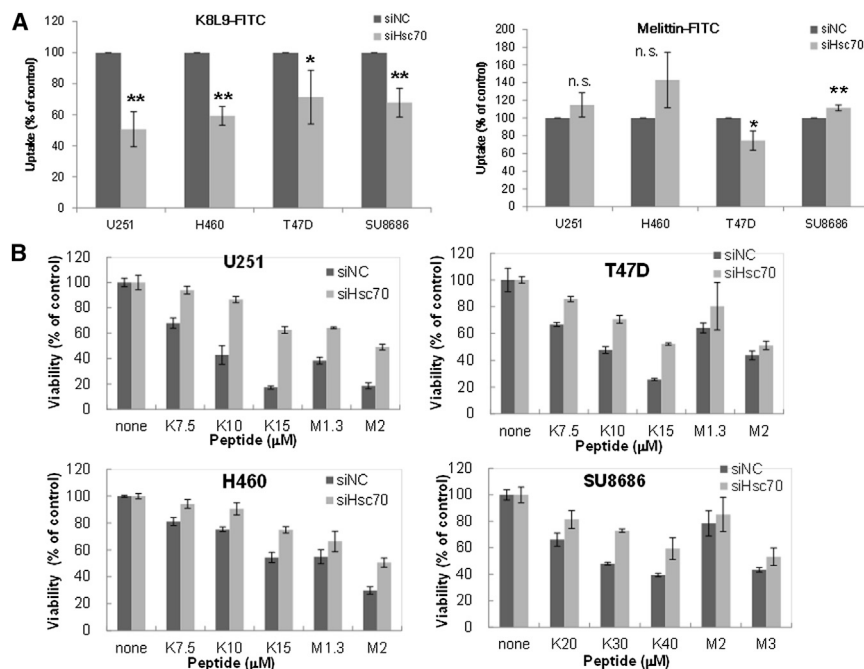 A
K8L9-FITC
siNC
siHsc70
Uptake (% of control)
120
100
80
60
40
20
0
**
**
*
**
U251 H460 T47D SU8686
Melittin-FITC
siNC
siHsc70
Uptake (% of control)
200
180
160
140
120
100
80
60
40
20
0
n.s.
n.s.
*
**
U251 H460 T47D SU8686
B
U251
siNC
siHsc70
Viability (% of control)
120
100
80
60
40
20
0
none K7.5 K10 K15 M1.3 M2
Peptide (µM)
T47D
siNC
siHsc70
Viability (% of control)
120
100
80
60
40
20
0
none K7.5 K10 K15 M1.3 M2
Peptide (µM)
H460
siNC
siHsc70
Viability (% of control)
120
100
80
60
40
20
0
none K7.5 K10 K15 M1.3 M2
Peptide (µM)
SU8686
siNC
siHsc70
Viability (% of control)
120
100
80
60
40
20
0
none K20 K30 K40 M2 M3
Peptide (µM)